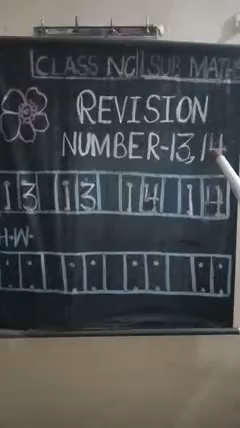 CLASS NC SUB MATH
REVISION
NUMBER-13,14
13 13 14 14
H.W.